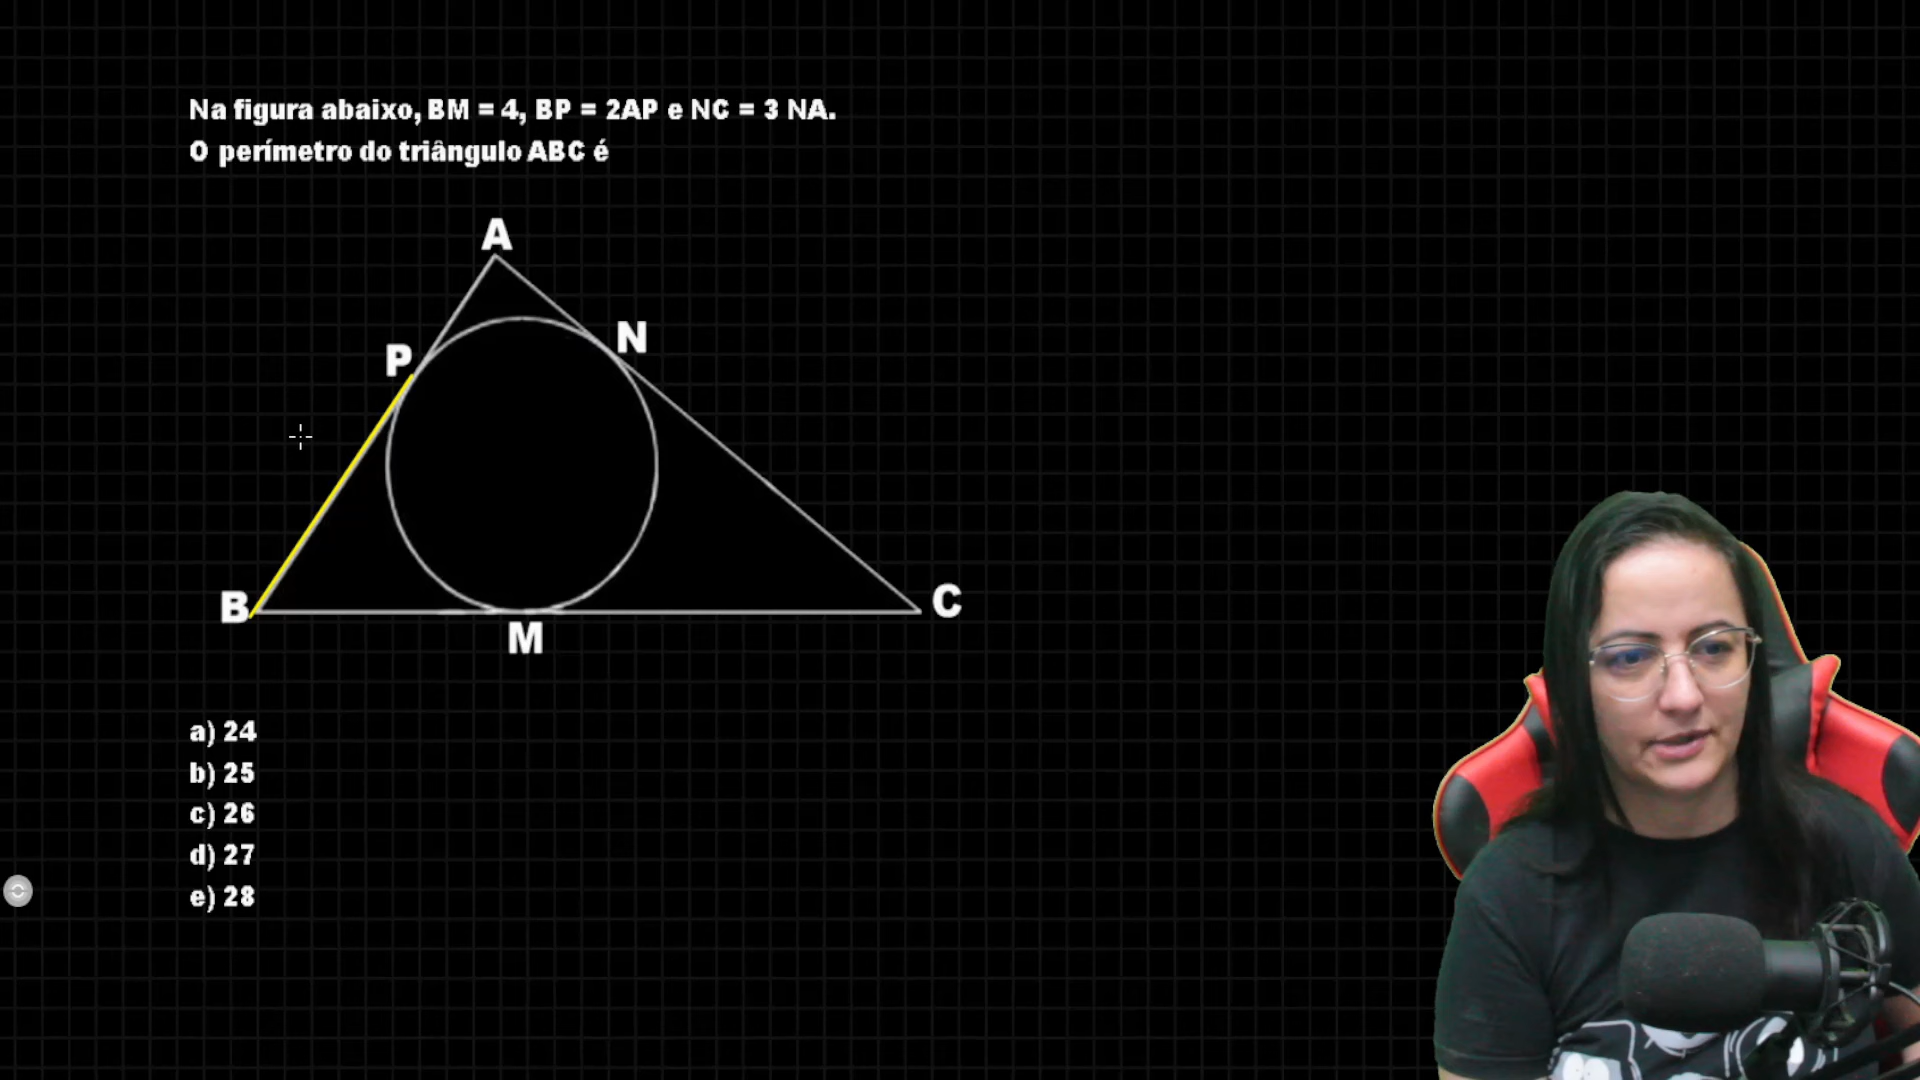 Na figura abaixo, BM = 4, BP = 2AP e NC = 3 NA.
O perímetro do triângulo ABC é
A
N
P
B
C
M
a) 24
b) 25
c) 26
d) 27
e) 28